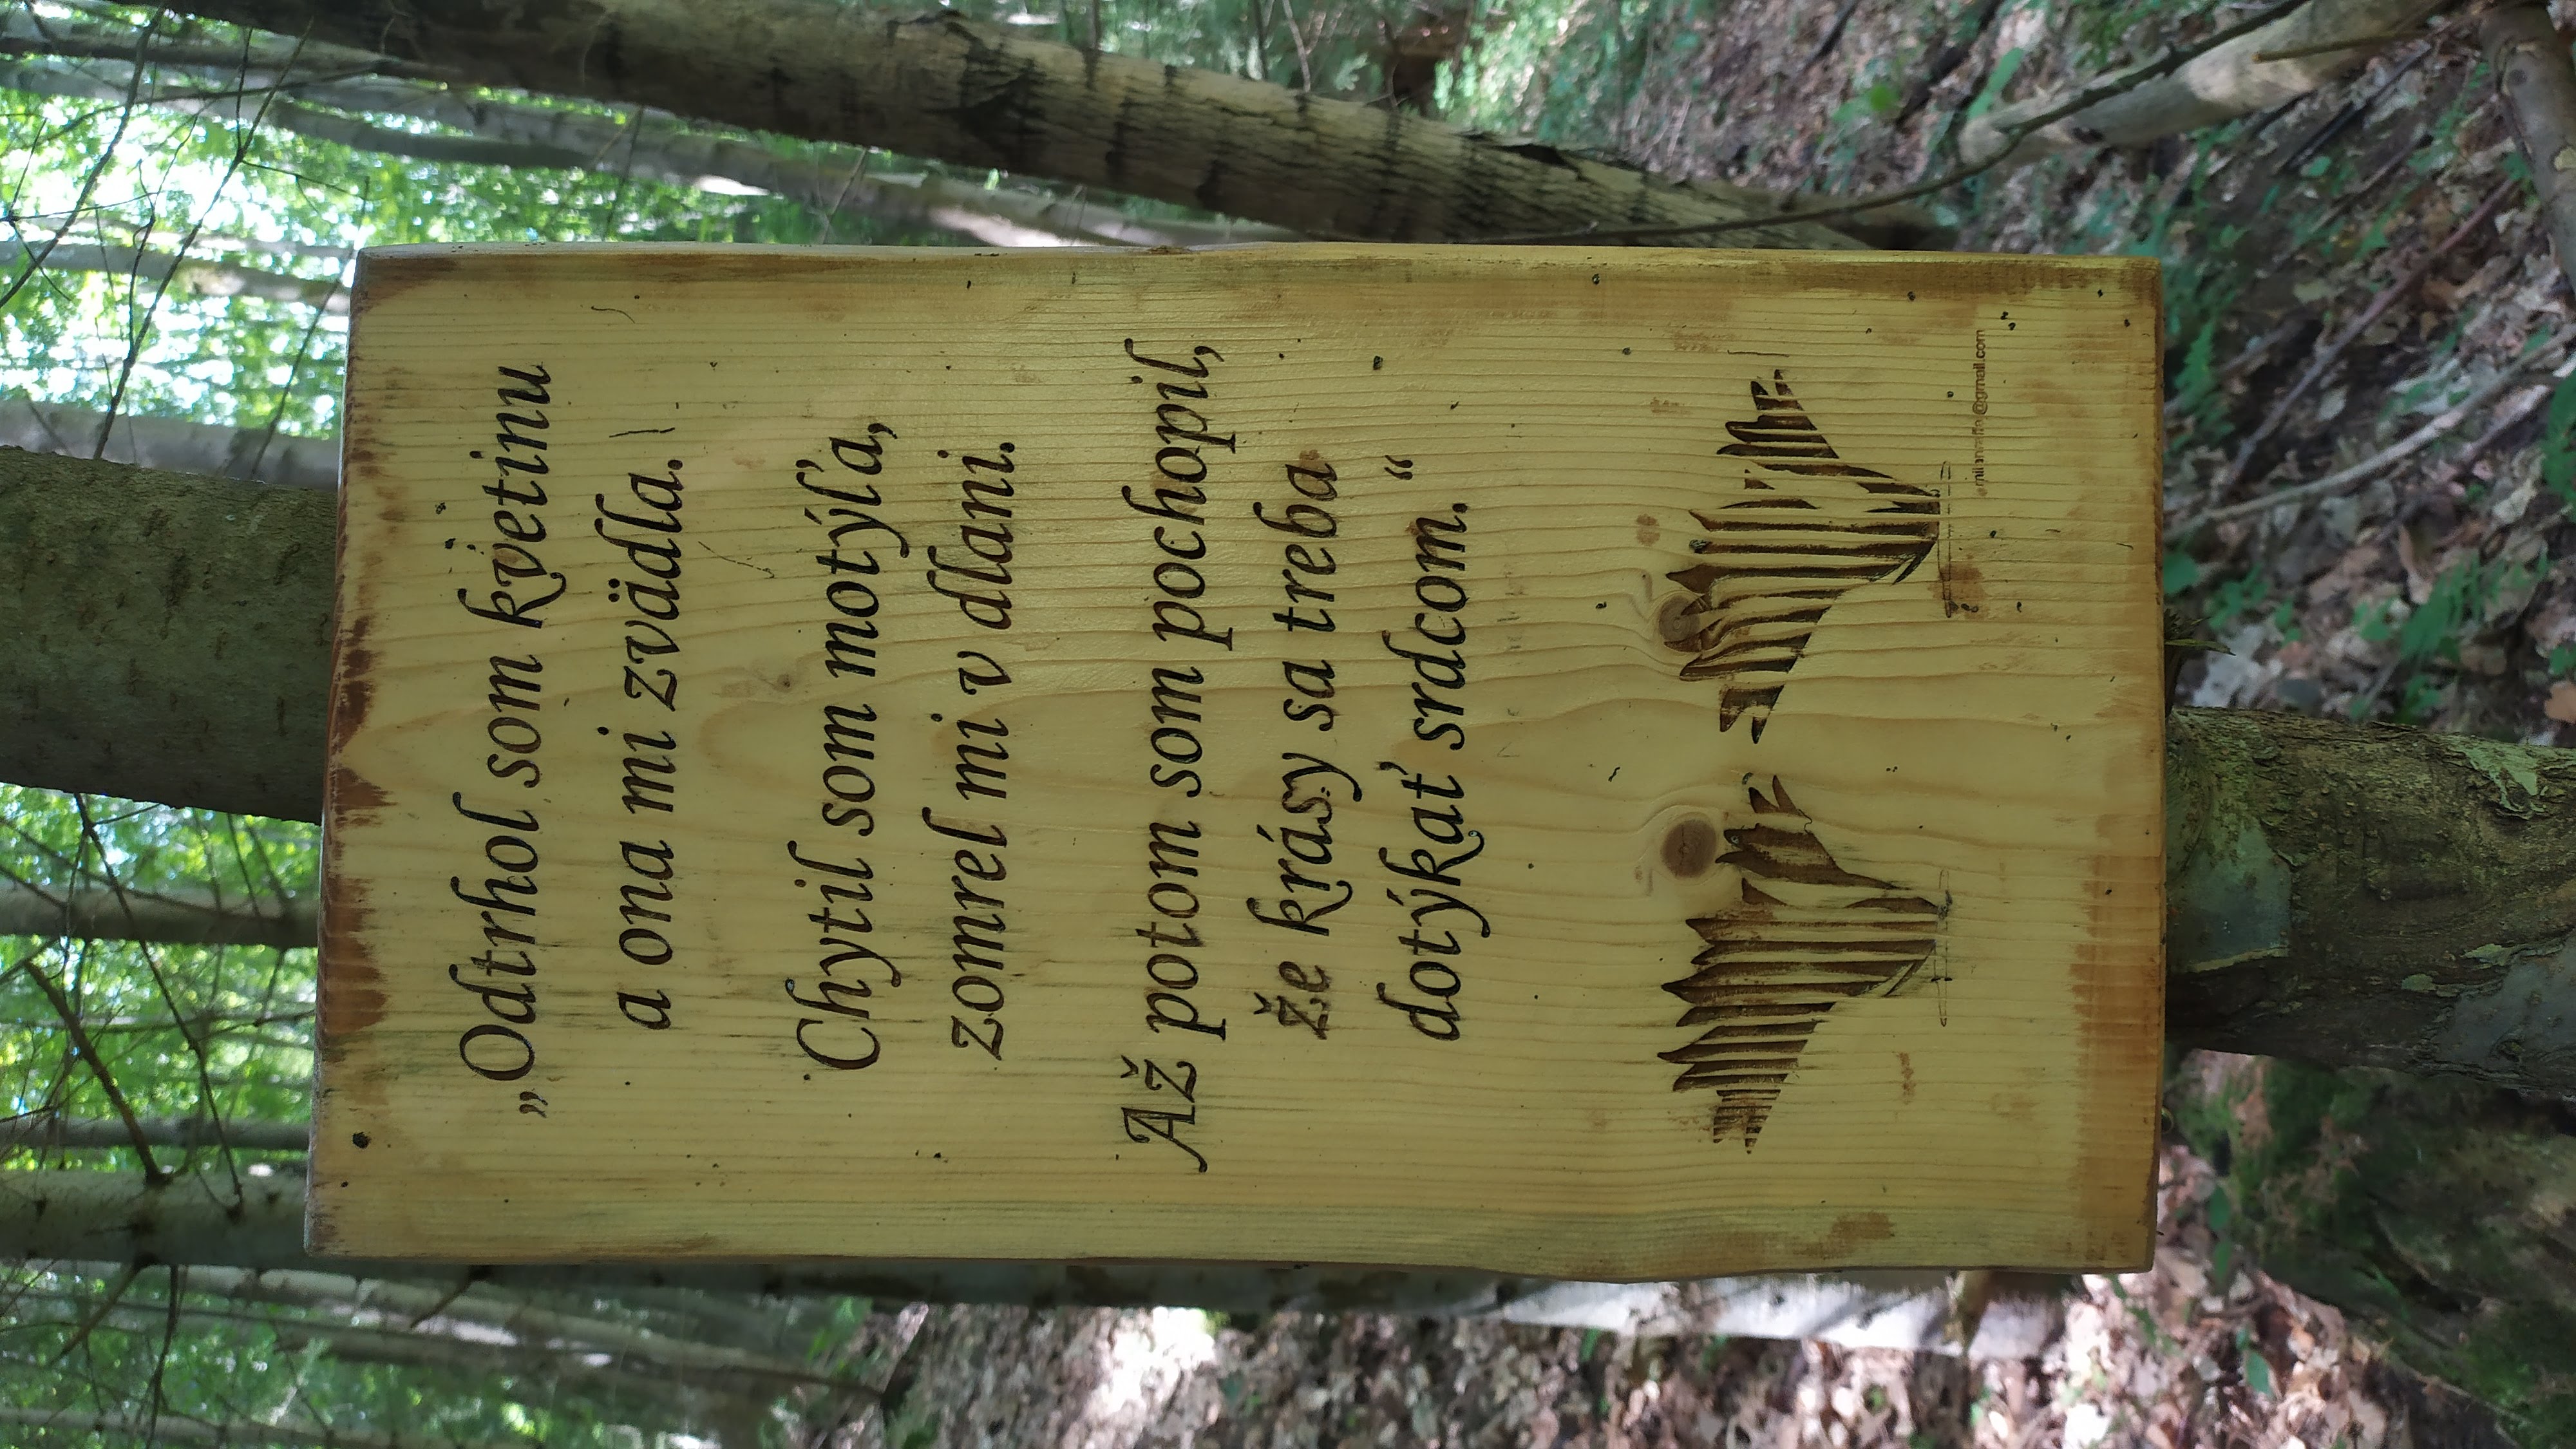 „Odtrhol som kvetinu
a ona mi zvädla.
Chytil som motýľa,
zomrel mi v dlani.
Až potom som pochopil,
že krásy sa treba
dotýkať srdcom.“